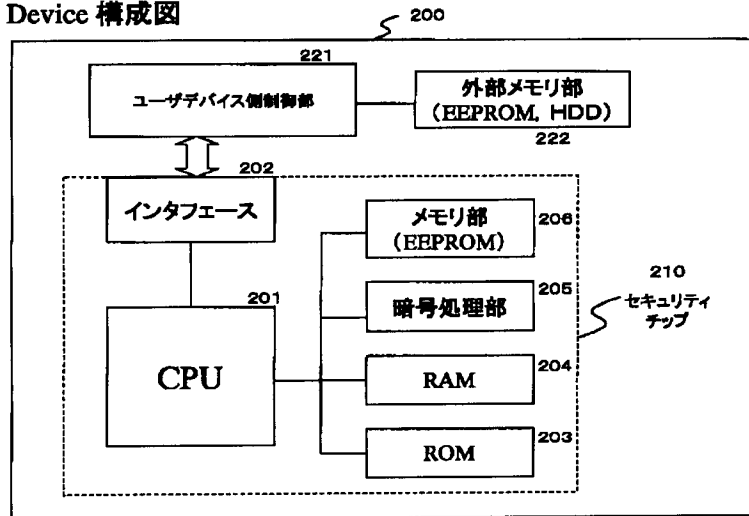 Device 構成図
200
221
ユーザデバイス側制御部
外部メモリ部
(EEPROM, HDD)
222
202
インタフェース
メモリ部
(EEPROM)
206
201
CPU
暗号処理部
205
210
セキュリティ
チップ
RAM
204
ROM
203